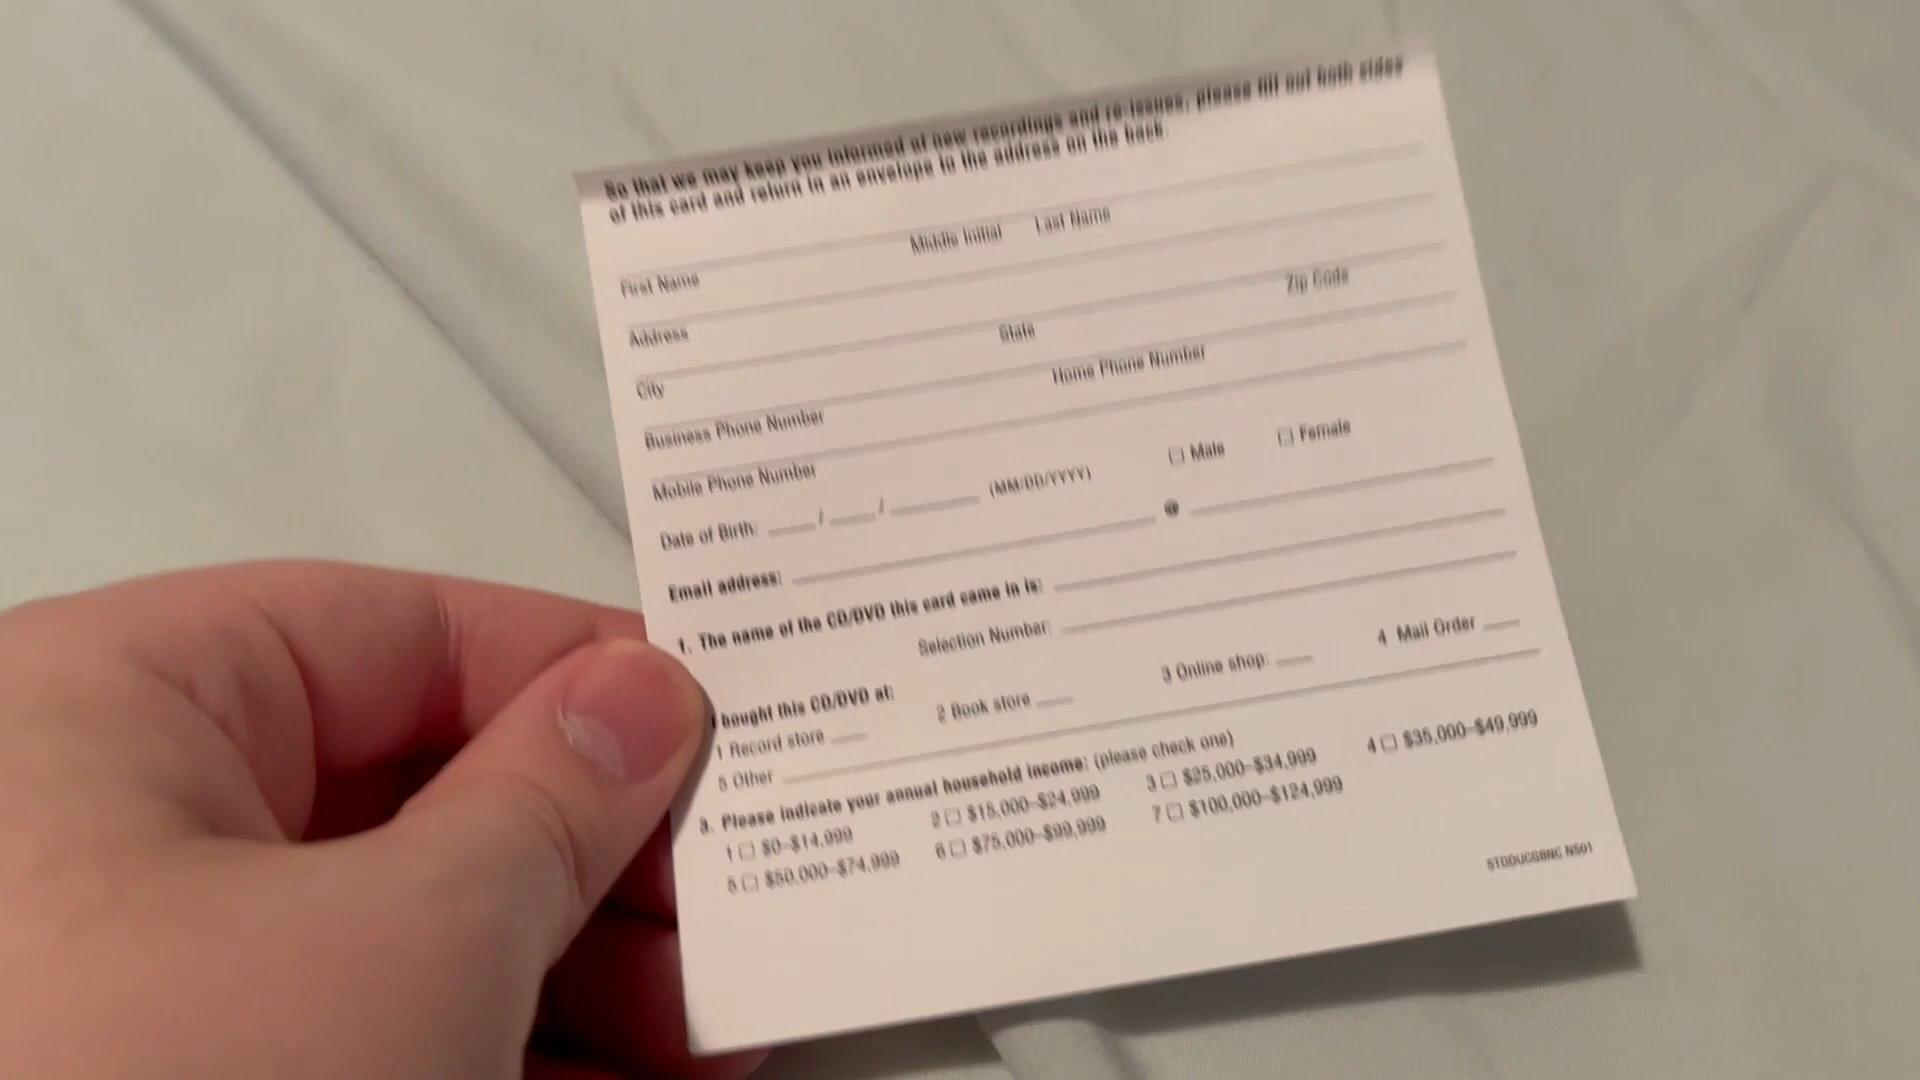 So that we may keep you informed of new recordings and re-issues, please fill out both sides
of this card and return in an envelope to the address on the back.
First Name Middle Initial Last Name
Address
City State Zip Code
Business Phone Number Home Phone Number
Mobile Phone Number
Date of Birth: ____ / ____ / ________ (MM/DD/YYYY) ☐ Male ☐ Female
Email address: @
1. The name of the CD/DVD this card came in is:
Selection Number:
I bought this CD/DVD at:
1 Record store ___ 2 Book store ___ 3 Online shop: ___ 4 Mail Order ___
5 Other
3. Please indicate your annual household income: (please check one)
1 ☐ $0–$14,999 2 ☐ $15,000–$24,999 3 ☐ $25,000–$34,999 4 ☐ $35,000–$49,999
5 ☐ $50,000–$74,999 6 ☐ $75,000–$99,999 7 ☐ $100,000–$124,999